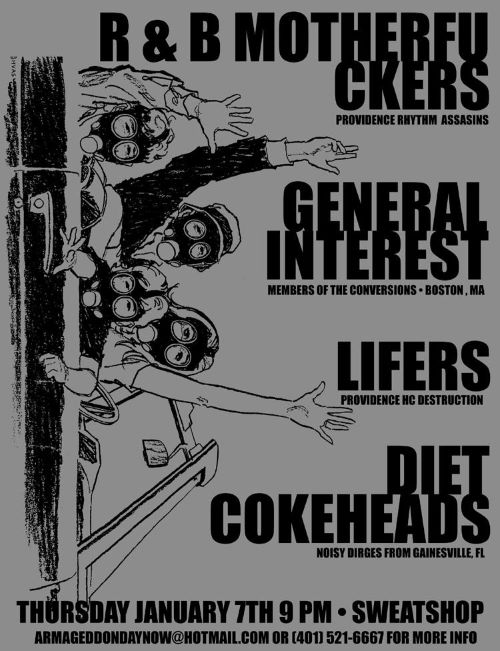 R & B MOTHERFU
CKERS
PROVIDENCE RHYTHM ASSASINS
GENERAL
INTEREST
MEMBERS OF THE CONVERSIONS • BOSTON, MA
LIFERS
PROVIDENCE HC DESTRUCTION
DIET
COKEHEADS
NOISY DIRGES FROM GAINESVILLE, FL
THURSDAY JANUARY 7TH 9 PM • SWEATSHOP
ARMAGEDDONDAYNOW@HOTMAIL.COM OR (401) 521-6667 FOR MORE INFO